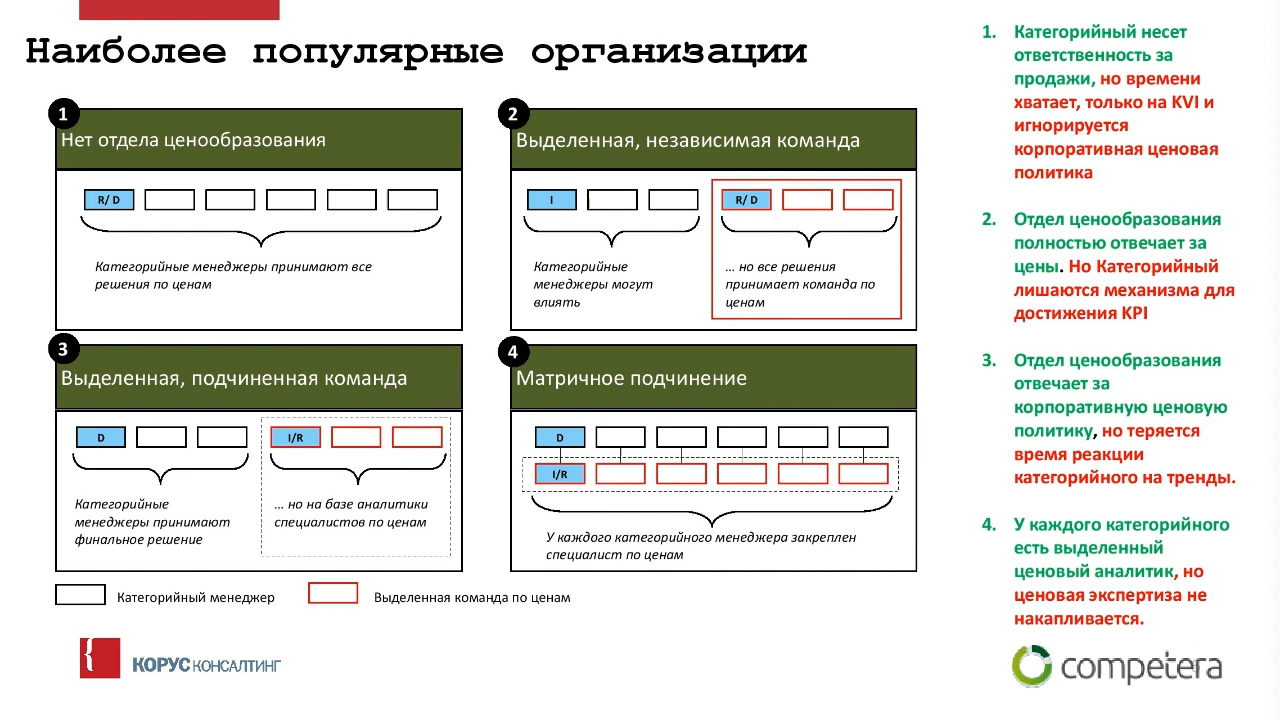 Наиболее популярные организации
1
Нет отдела ценообразования
R/ D
Категорийные менеджеры принимают все
решения по ценам
2
Выделенная, независимая команда
I
R/ D
Категорийные
менеджеры могут
влиять
… но все решения
принимает команда по
ценам
3
Выделенная, подчиненная команда
D
I/R
Категорийные
менеджеры принимают
финальное решение
… но на базе аналитики
специалистов по ценам
4
Матричное подчинение
D
I/R
У каждого категорийного менеджера закреплен
специалист по ценам
Категорийный менеджер
Выделенная команда по ценам
1. Категорийный несет
ответственность за
продажи, но времени
хватает, только на KVI и
игнорируется
корпоративная ценовая
политика
2. Отдел ценообразования
полностью отвечает за
цены. Но Категорийный
лишаются механизма для
достижения KPI
3. Отдел ценообразования
отвечает за
корпоративную ценовую
политику, но теряется
время реакции
категорийного на тренды.
4. У каждого категорийного
есть выделенный
ценовый аналитик, но
ценовая экспертиза не
накапливается.
КОРУС КОНСАЛТИНГ
competera